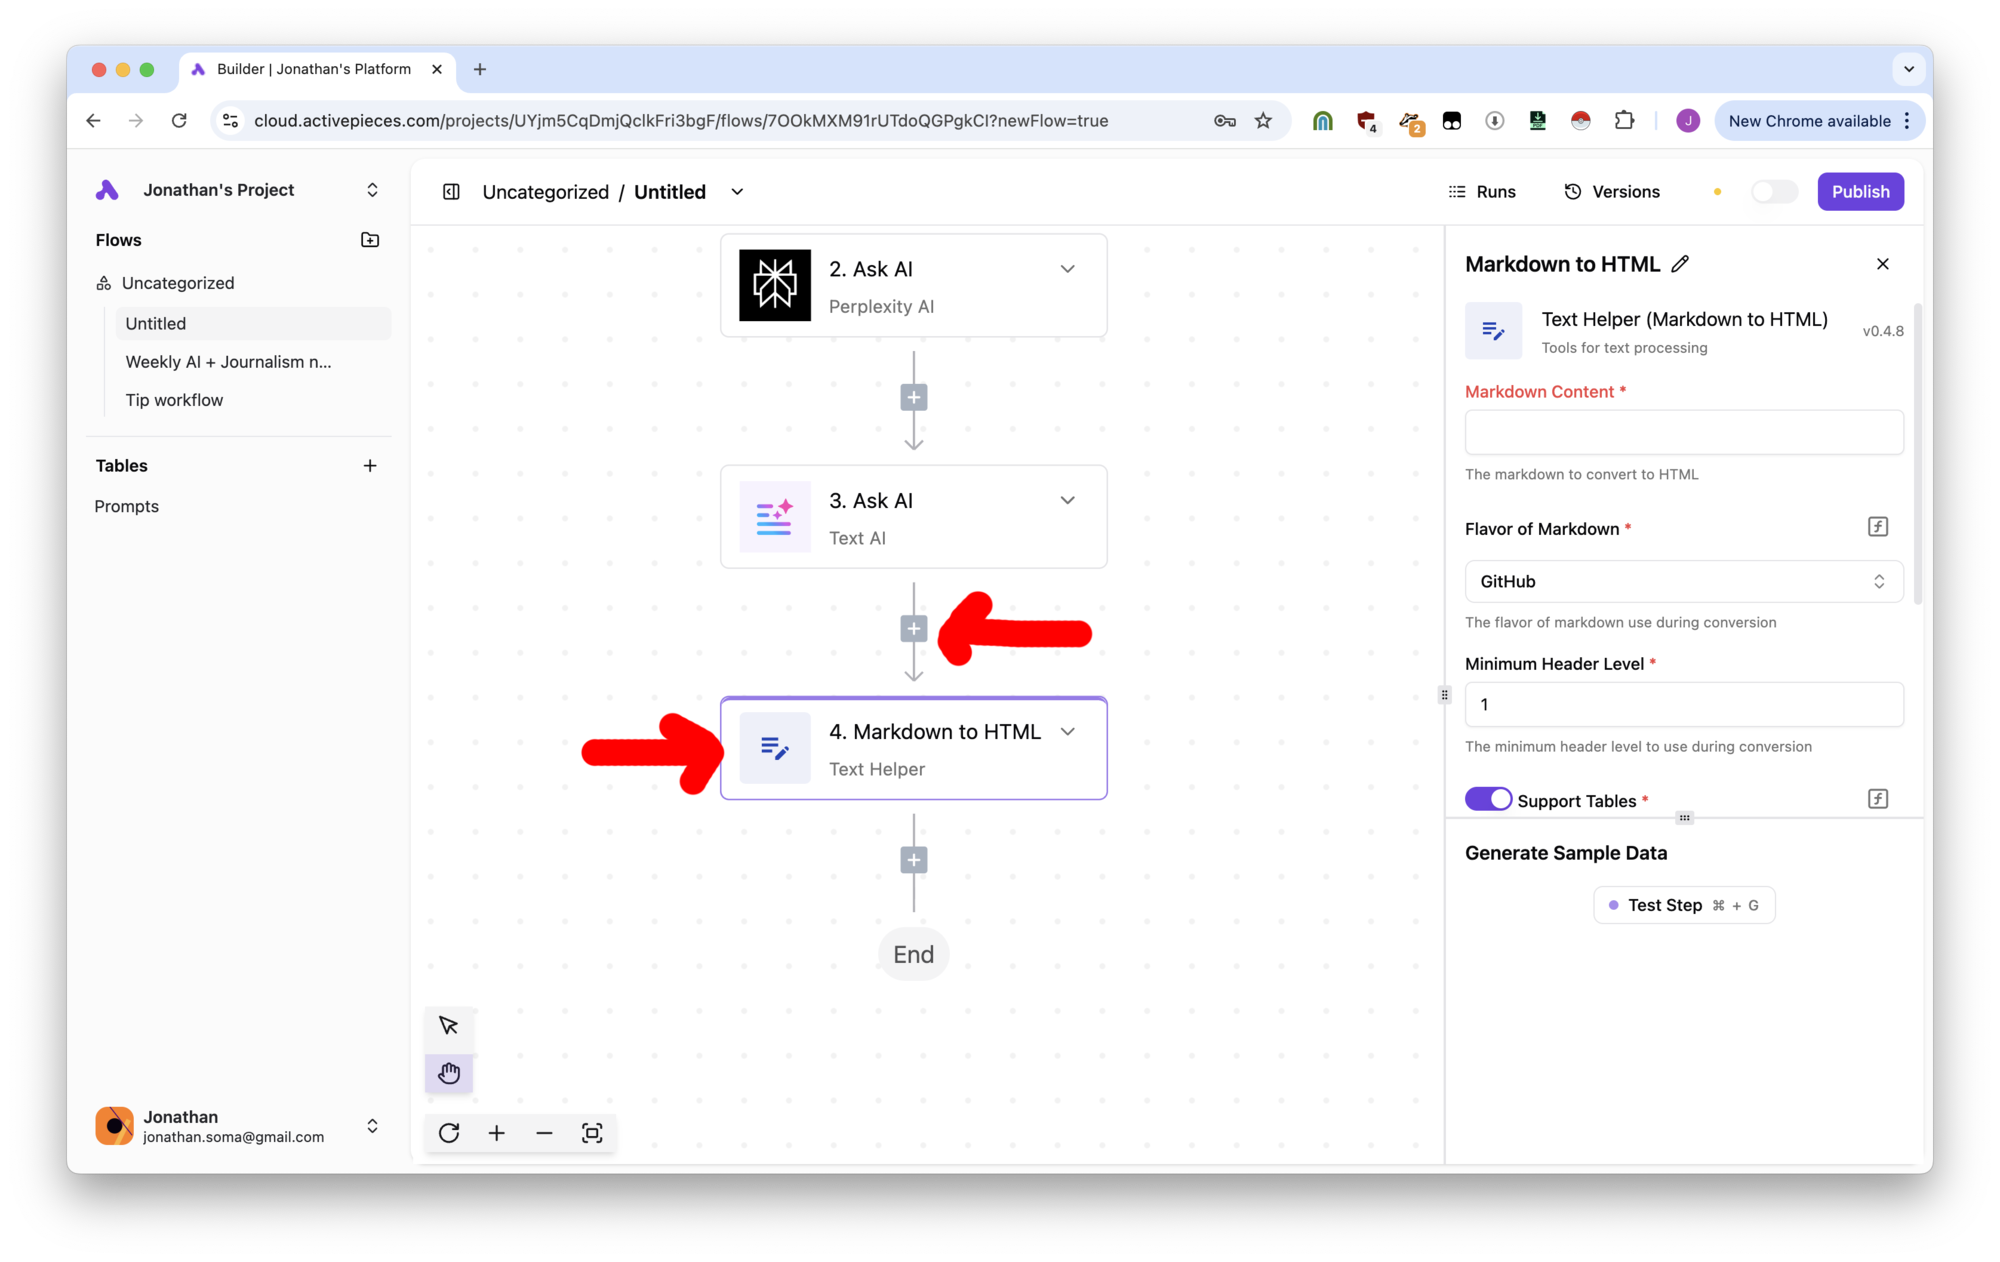 Builder | Jonathan's Platform
cloud.activepieces.com/projects/UYjm5CqDmjQclkFri3bgF/flows/7OOkMXM91rUTdoQGPgkCl?newFlow=true
4
2
J
New Chrome available
Jonathan's Project
Flows
Uncategorized
Untitled
Weekly AI + Journalism n...
Tip workflow
Tables
Prompts
Jonathan
jonathan.soma@gmail.com
Uncategorized / Untitled
Runs
Versions
Publish
2. Ask AI
Perplexity AI
3. Ask AI
Text AI
4. Markdown to HTML
Text Helper
End
Markdown to HTML
Text Helper (Markdown to HTML)
v0.4.8
Tools for text processing
Markdown Content *
The markdown to convert to HTML
Flavor of Markdown *
GitHub
The flavor of markdown use during conversion
Minimum Header Level *
1
The minimum header level to use during conversion
Support Tables *
Generate Sample Data
Test Step ⌘ + G